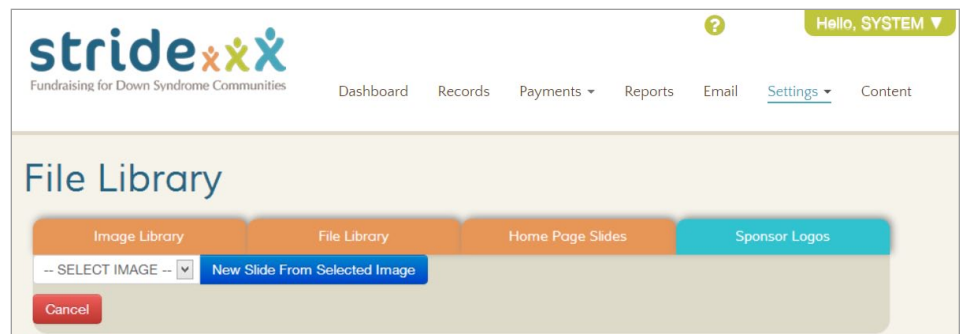 Hello, SYSTEM ▼
stride
Fundraising for Down Syndrome Communities
Dashboard Records Payments Reports Email Settings Content
File Library
Image Library File Library Home Page Slides Sponsor Logos
-- SELECT IMAGE -- New Slide From Selected Image
Cancel